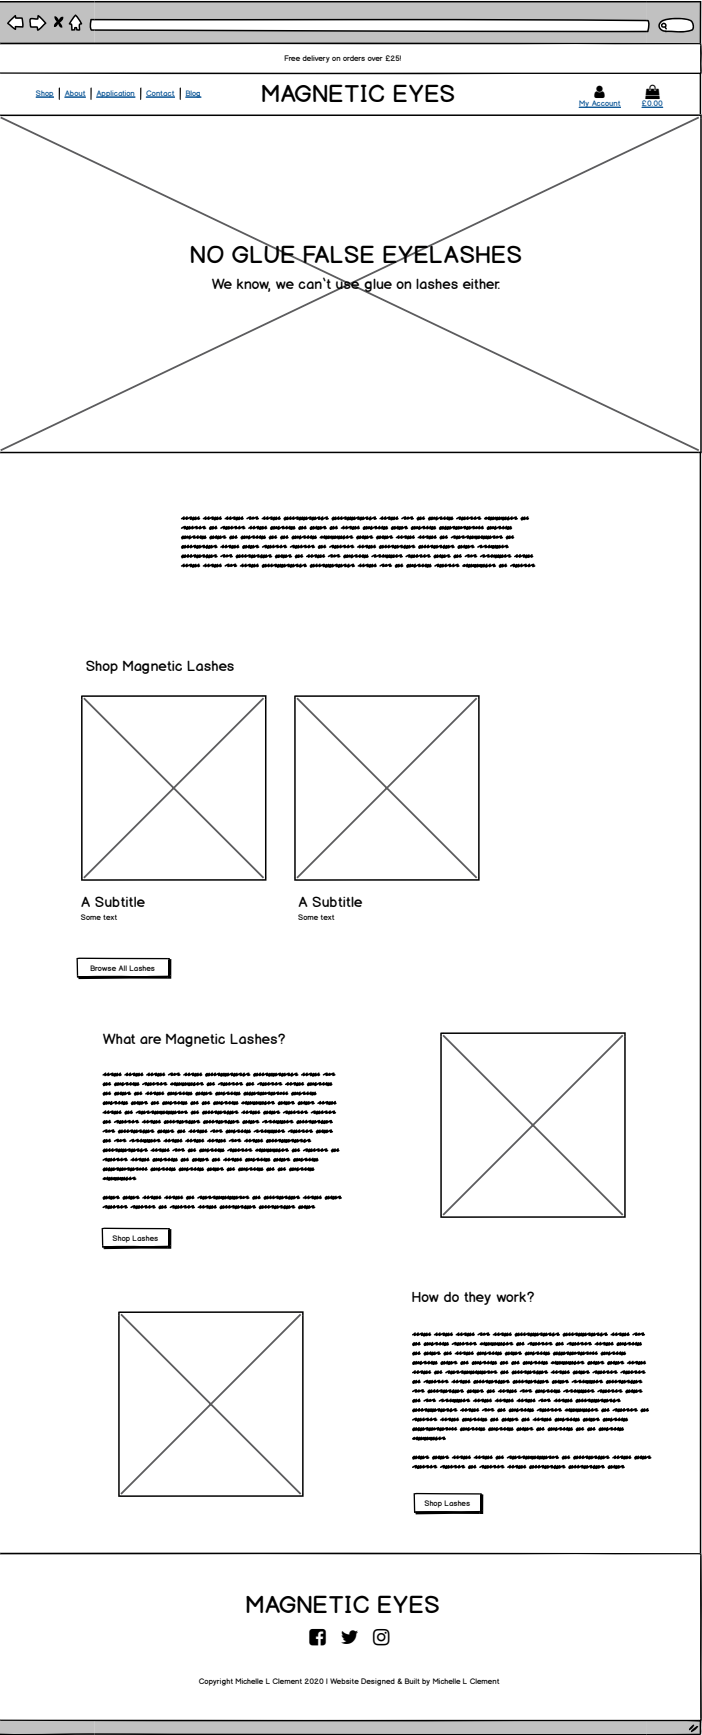 Free delivery on orders over £25!
Shop | About | Application | Contact | Blog
MAGNETIC EYES
My Account
£0.00
NO GLUE FALSE EYELASHES
We know, we can`t use glue on lashes either.
Shop Magnetic Lashes
A Subtitle
Some text
A Subtitle
Some text
Browse All Lashes
What are Magnetic Lashes?
Shop Lashes
How do they work?
Shop Lashes
MAGNETIC EYES
Copyright Michelle L Clement 2020 | Website Designed & Built by Michelle L Clement